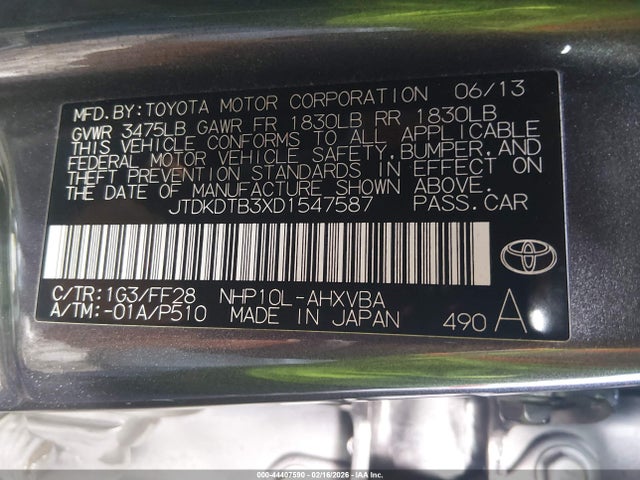 MFD.BY:TOYOTA MOTOR CORPORATION 06/13
GVWR 3475LB GAWR FR 1830LB RR 1830LB
THIS VEHICLE CONFORMS TO ALL APPLICABLE
FEDERAL MOTOR VEHICLE SAFETY,BUMPER,AND
THEFT PREVENTION STANDARDS IN EFFECT ON
THE DATE OF MANUFACTURE SHOWN ABOVE.
JTDKDTB3XD1547587 PASS.CAR
C/TR:1G3/FF28 NHP10L-AHXVBA
A/TM:-01A/P510 MADE IN JAPAN 490 A
000-44407590 - 02/16/2026 - IAA Inc.